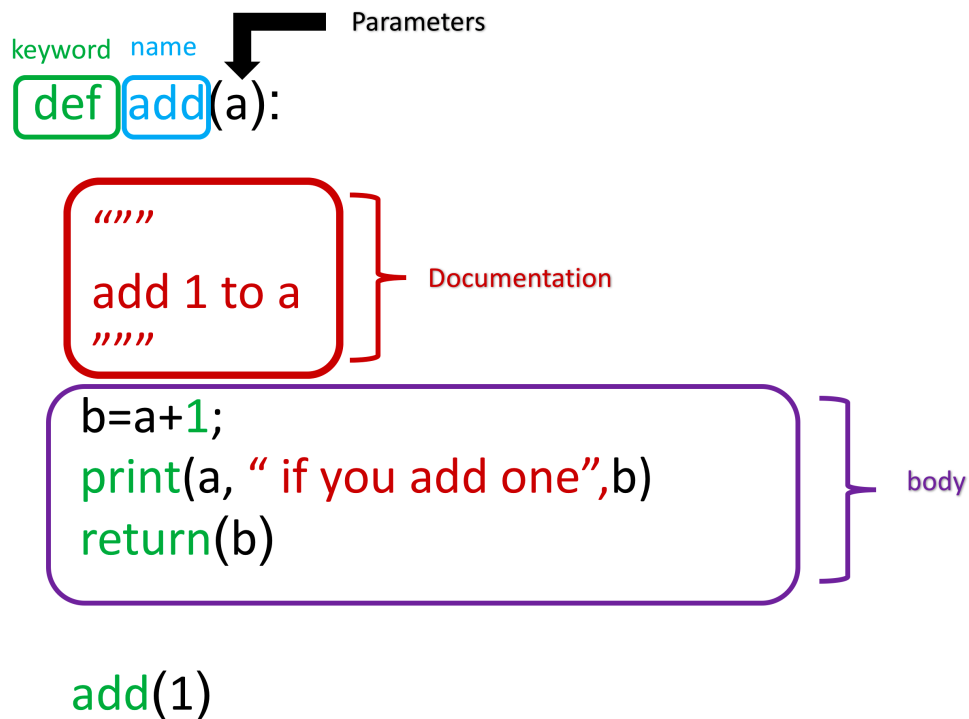 Parameters
keyword name
def add(a):
“””
add 1 to a
”””
Documentation
b=a+1;
print(a, “ if you add one”,b)
return(b)
body
add(1)